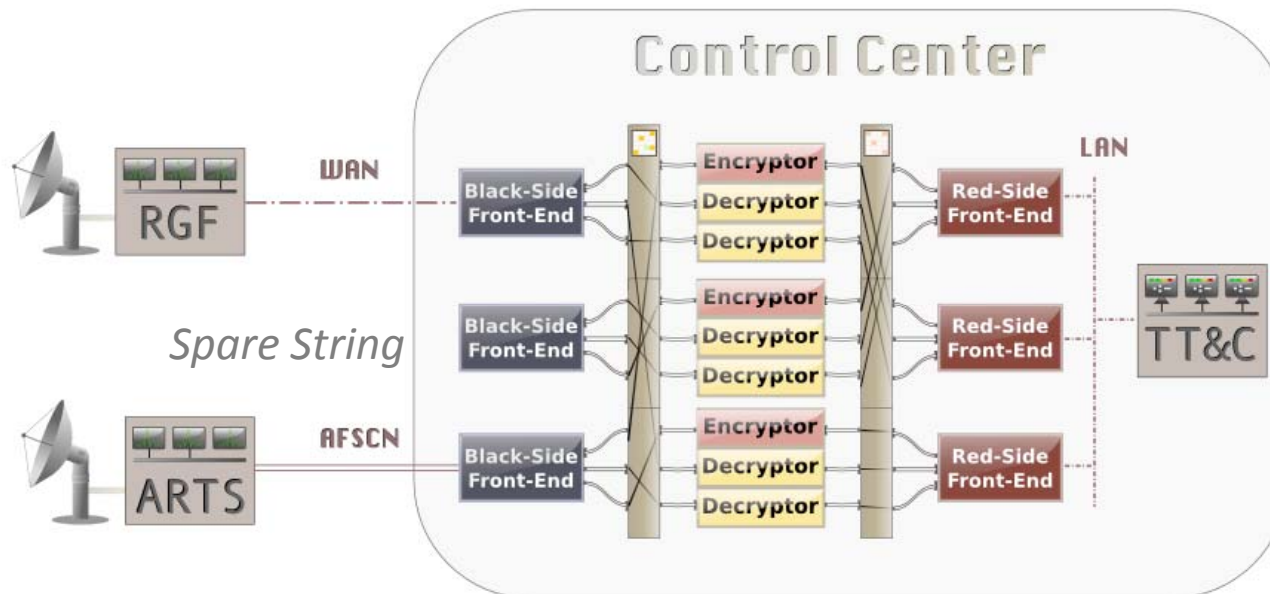 Control Center
RGF
WAN
Black-Side
Front-End
Encryptor
Decryptor
Decryptor
Red-Side
Front-End
LAN
Spare String
Black-Side
Front-End
Encryptor
Decryptor
Decryptor
Red-Side
Front-End
TT&C
ARTS
AFSCN
Black-Side
Front-End
Encryptor
Decryptor
Decryptor
Red-Side
Front-End